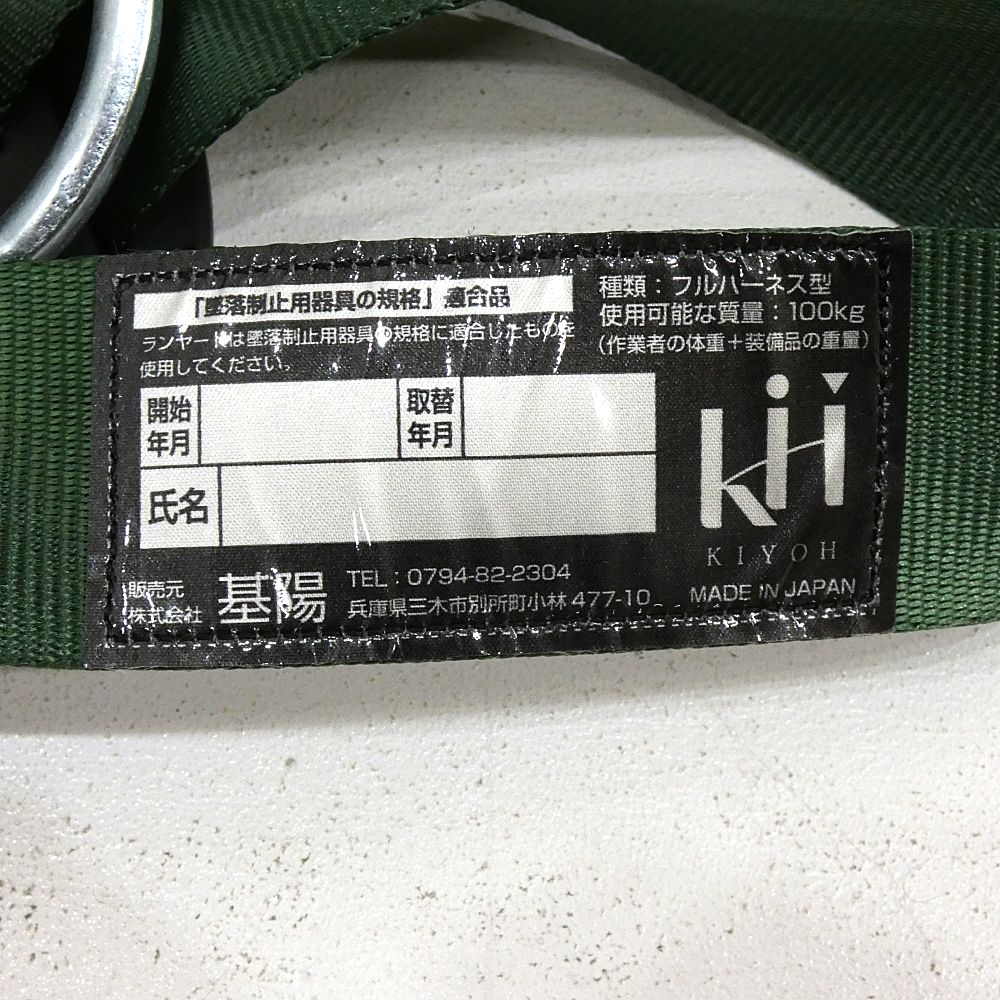 「墜落制止用器具の規格」適合品
ランヤードは墜落制止用器具の規格に適合したものを
使用してください。
種類：フルハーネス型
使用可能な質量：100kg
（作業者の体重＋装備品の重量）
開始
年月
取替
年月
氏名
kiii
KIYOH
MADE IN JAPAN
販売元
株式会社
基陽
TEL：0794-82-2304
兵庫県三木市別所町小林 477-10